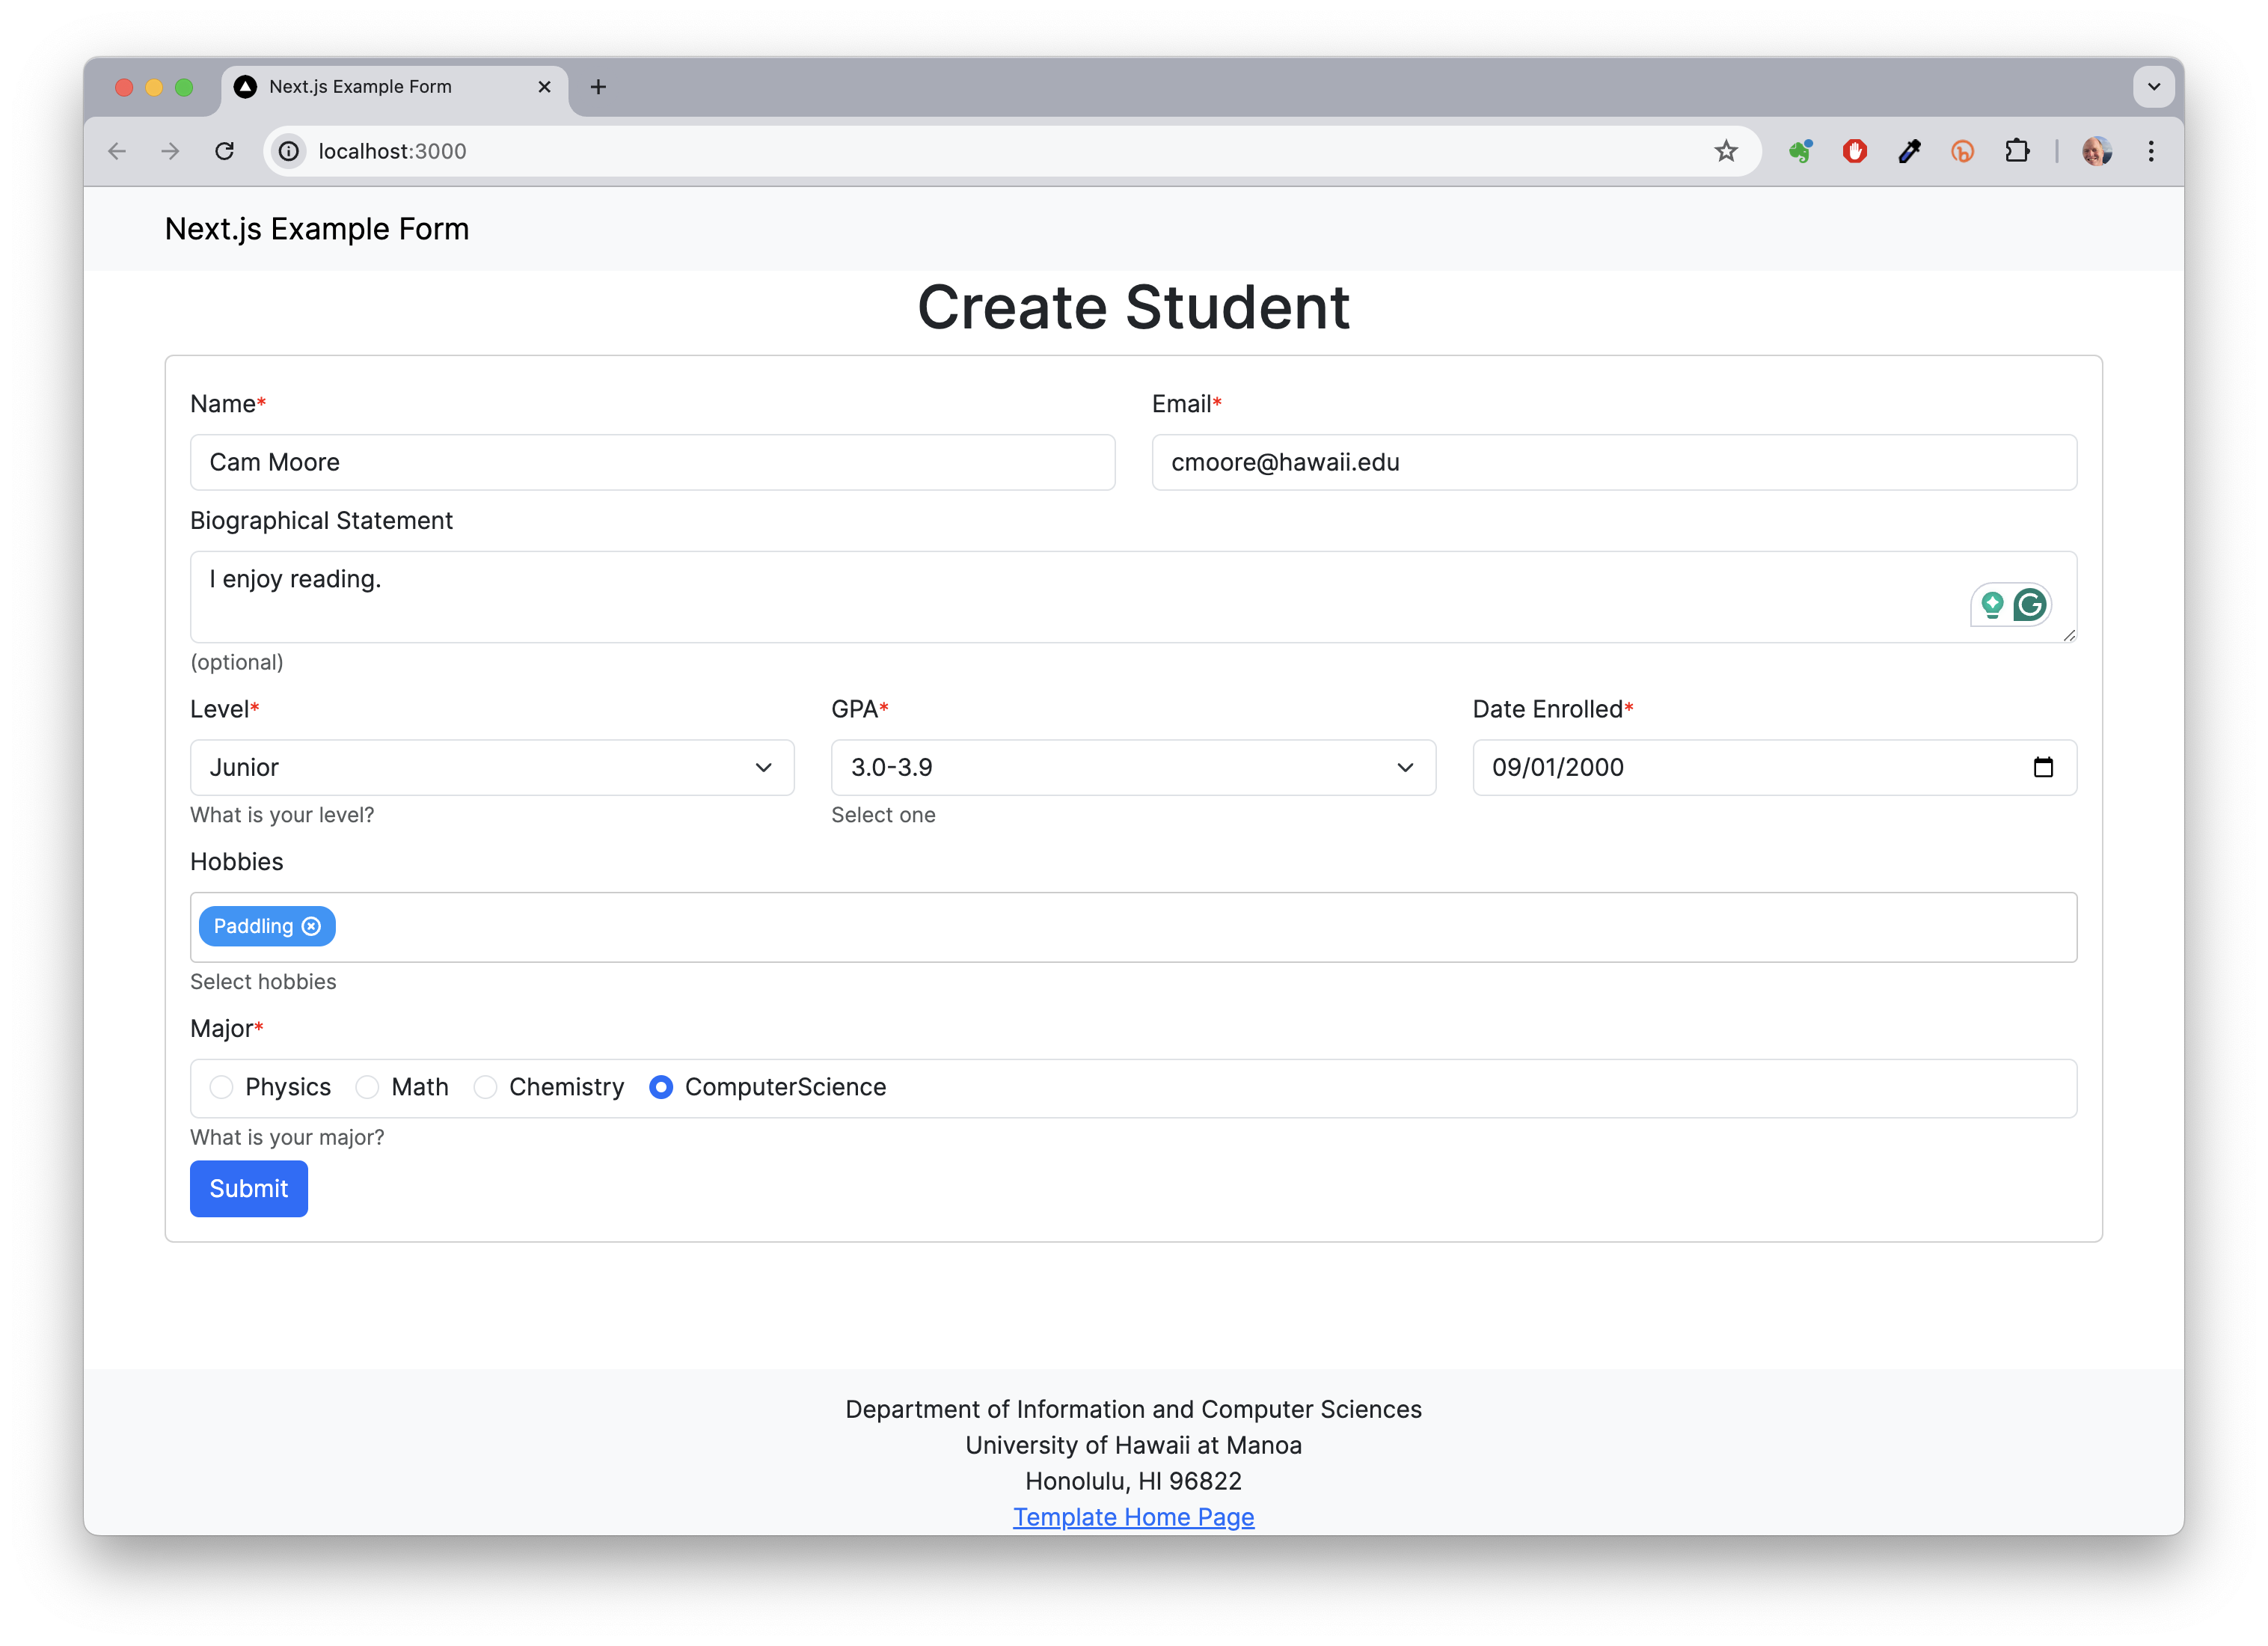 Next.js Example Form
localhost:3000
Next.js Example Form
Create Student
Name* Email*
Cam Moore cmoore@hawaii.edu
Biographical Statement
I enjoy reading.
(optional)
Level* GPA* Date Enrolled*
Junior 3.0-3.9 09/01/2000
What is your level? Select one
Hobbies
Paddling
Select hobbies
Major*
Physics Math Chemistry ComputerScience
What is your major?
Submit
Department of Information and Computer Sciences
University of Hawaii at Manoa
Honolulu, HI 96822
Template Home Page